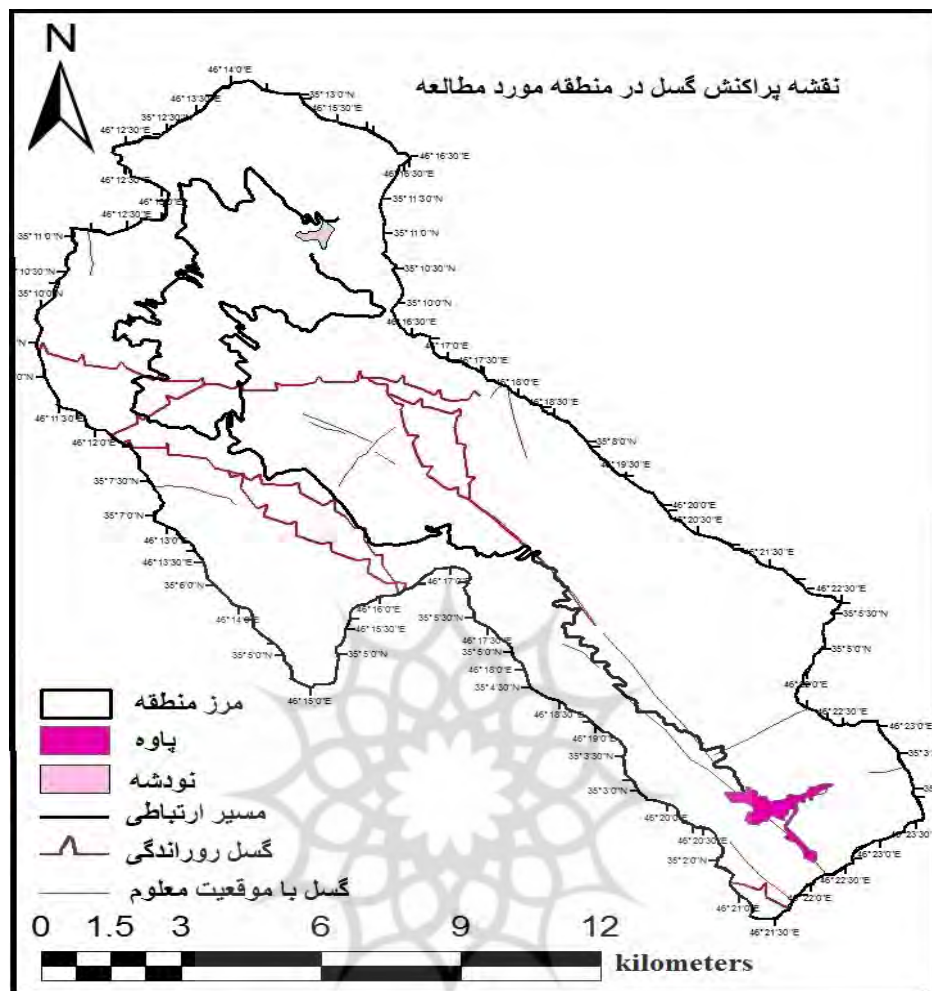 N
نقشه پراکنش گسل در منطقه مورد مطالعه
46°14'0"E
46°13'30"E
35°13'0"N
46°15'30"E
35°12'30"N
46°12'30"E
46°16'30"E
46°12'30"E
46°12'30"E
35°11'30"N
35°11'0"N
35°11'0"N
35°10'30"N
35°10'30"N
35°10'0"N
35°10'0"N
46°16'30"E
46°17'0"E
46°17'30"E
46°18'0"E
46°18'30"E
46°11'30"E
46°12'0"E
35°8'0"N
46°19'30"E
35°7'30"N
35°7'0"N
46°20'0"E
46°20'30"E
46°13'0"E
46°21'30"E
46°13'30"E
35°6'0"N
46°17'0"E
46°22'30"E
46°14'0"E
46°16'0"E
35°5'30"N
35°5'30"N
46°15'30"E
46°17'30"E
35°5'0"N
35°5'0"N
35°5'0"N
35°5'0"N
46°18'0"E
35°4'30"N
46°15'0"E
46°22'30"E
46°18'30"E
46°19'0"E
46°23'0"E
35°3'30"N
35°3'0"N
46°20'0"E
46°20'30"E
46°23'30"E
46°23'0"E
35°2'0"N
46°22'30"E
46°22'0"E
46°21'0"E
46°21'30"E
مرز منطقه
پاوه
نودشه
مسیر ارتباطی
گسل روراندگی
گسل با موقعیت معلوم
0 1.5 3 6 9 12
kilometers